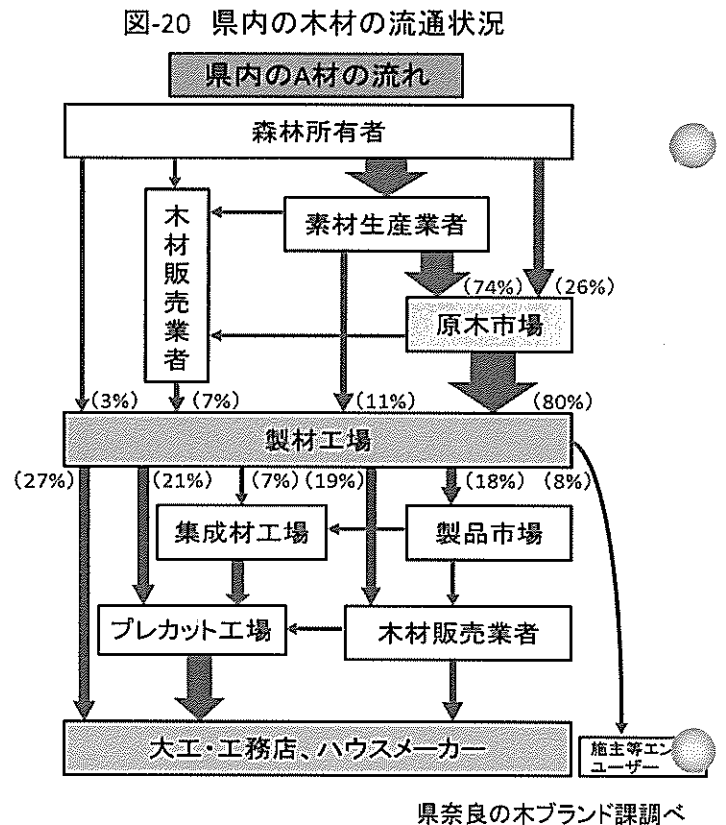 図-20 県内の木材の流通状況
県内のA材の流れ
森林所有者
木材販売業者
素材生産業者
(74%)
(26%)
原木市場
(3%)
(7%)
(11%)
(80%)
製材工場
(27%)
(21%)
(7%)
(19%)
(18%)
(8%)
集成材工場
製品市場
プレカット工場
木材販売業者
大工・工務店、ハウスメーカー
施主等エン
ユーザー
県奈良の木ブランド課調べ